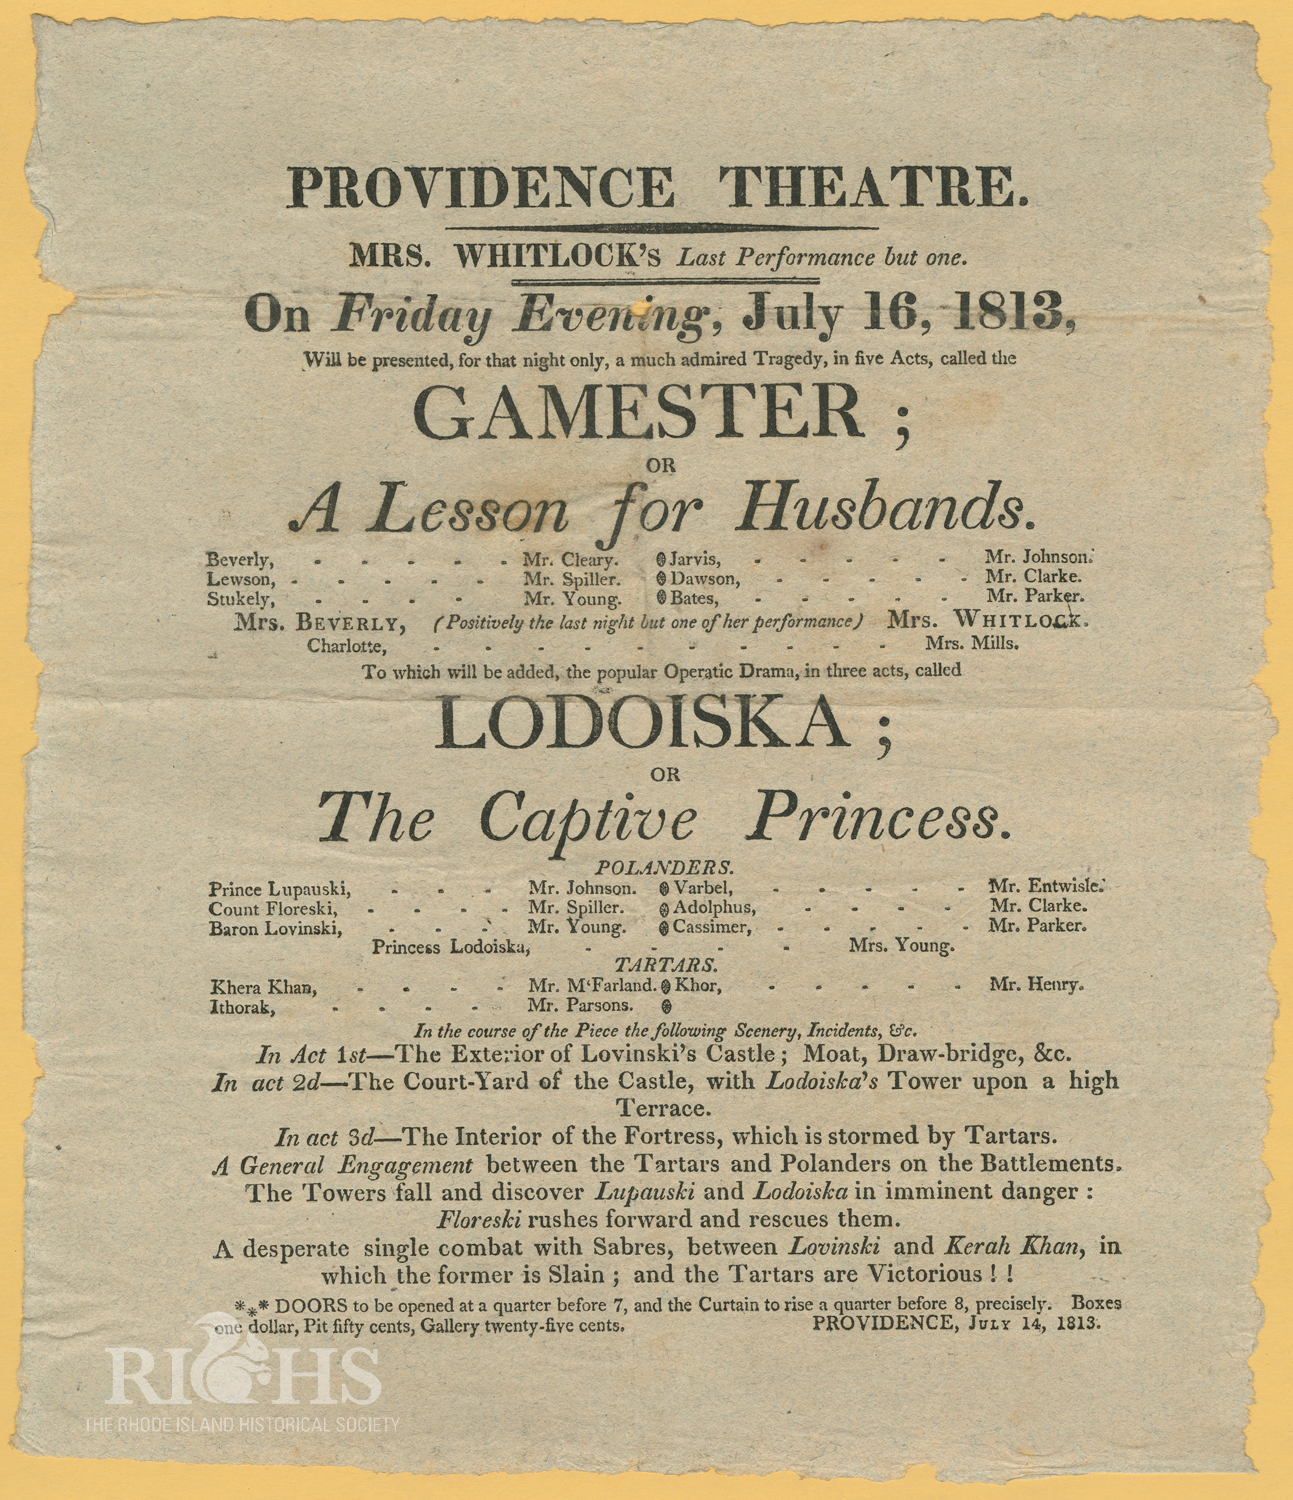 PROVIDENCE THEATRE.
MRS. WHITLOCK'S Last Performance but one.
On Friday Evening, July 16, 1813,
Will be presented, for that night only, a much admired Tragedy, in five Acts, called the
GAMESTER;
OR
A Lesson for Husbands.
Beverly, - - - - - Mr. Cleary. Jarvis, - - - - - Mr. Johnson.
Lewson, - - - - - Mr. Spiller. Dawson, - - - - - Mr. Clarke.
Stukely, - - - - Mr. Young. Bates, - - - - - Mr. Parker.
Mrs. BEVERLY, (Positively the last night but one of her performance) Mrs. WHITLOCK.
Charlotte, - - - - - - - - - - Mrs. Mills.
To which will be added, the popular Operatic Drama, in three acts, called
LODOISKA;
OR
The Captive Princess.
POLANDERS.
Prince Lupauski, - - - Mr. Johnson. Varbel, - - - - - Mr. Entwisle.
Count Floreski, - - - - Mr. Spiller. Adolphus, - - - - Mr. Clarke.
Baron Lovinski, - - - Mr. Young. Cassimer, - - - - - Mr. Parker.
Princess Lodoiska, - - - - Mrs. Young.
TARTARS.
Khera Khan, - - - - Mr. M'Farland. Khor, - - - - - Mr. Henry.
Ithorak, - - - - Mr. Parsons.
In the course of the Piece the following Scenery, Incidents, &c.
In Act 1st—The Exterior of Lovinski's Castle; Moat, Draw-bridge, &c.
In act 2d—The Court-Yard of the Castle, with Lodoiska's Tower upon a high
Terrace.
In act 3d—The Interior of the Fortress, which is stormed by Tartars.
A General Engagement between the Tartars and Polanders on the Battlements.
The Towers fall and discover Lupauski and Lodoiska in imminent danger:
Floreski rushes forward and rescues them.
A desperate single combat with Sabres, between Lovinski and Kerah Khan, in
which the former is Slain; and the Tartars are Victorious!!
*** DOORS to be opened at a quarter before 7, and the Curtain to rise a quarter before 8, precisely. Boxes
one dollar, Pit fifty cents, Gallery twenty-five cents. PROVIDENCE, JULY 14, 1813.
RIHS
THE RHODE ISLAND HISTORICAL SOCIETY